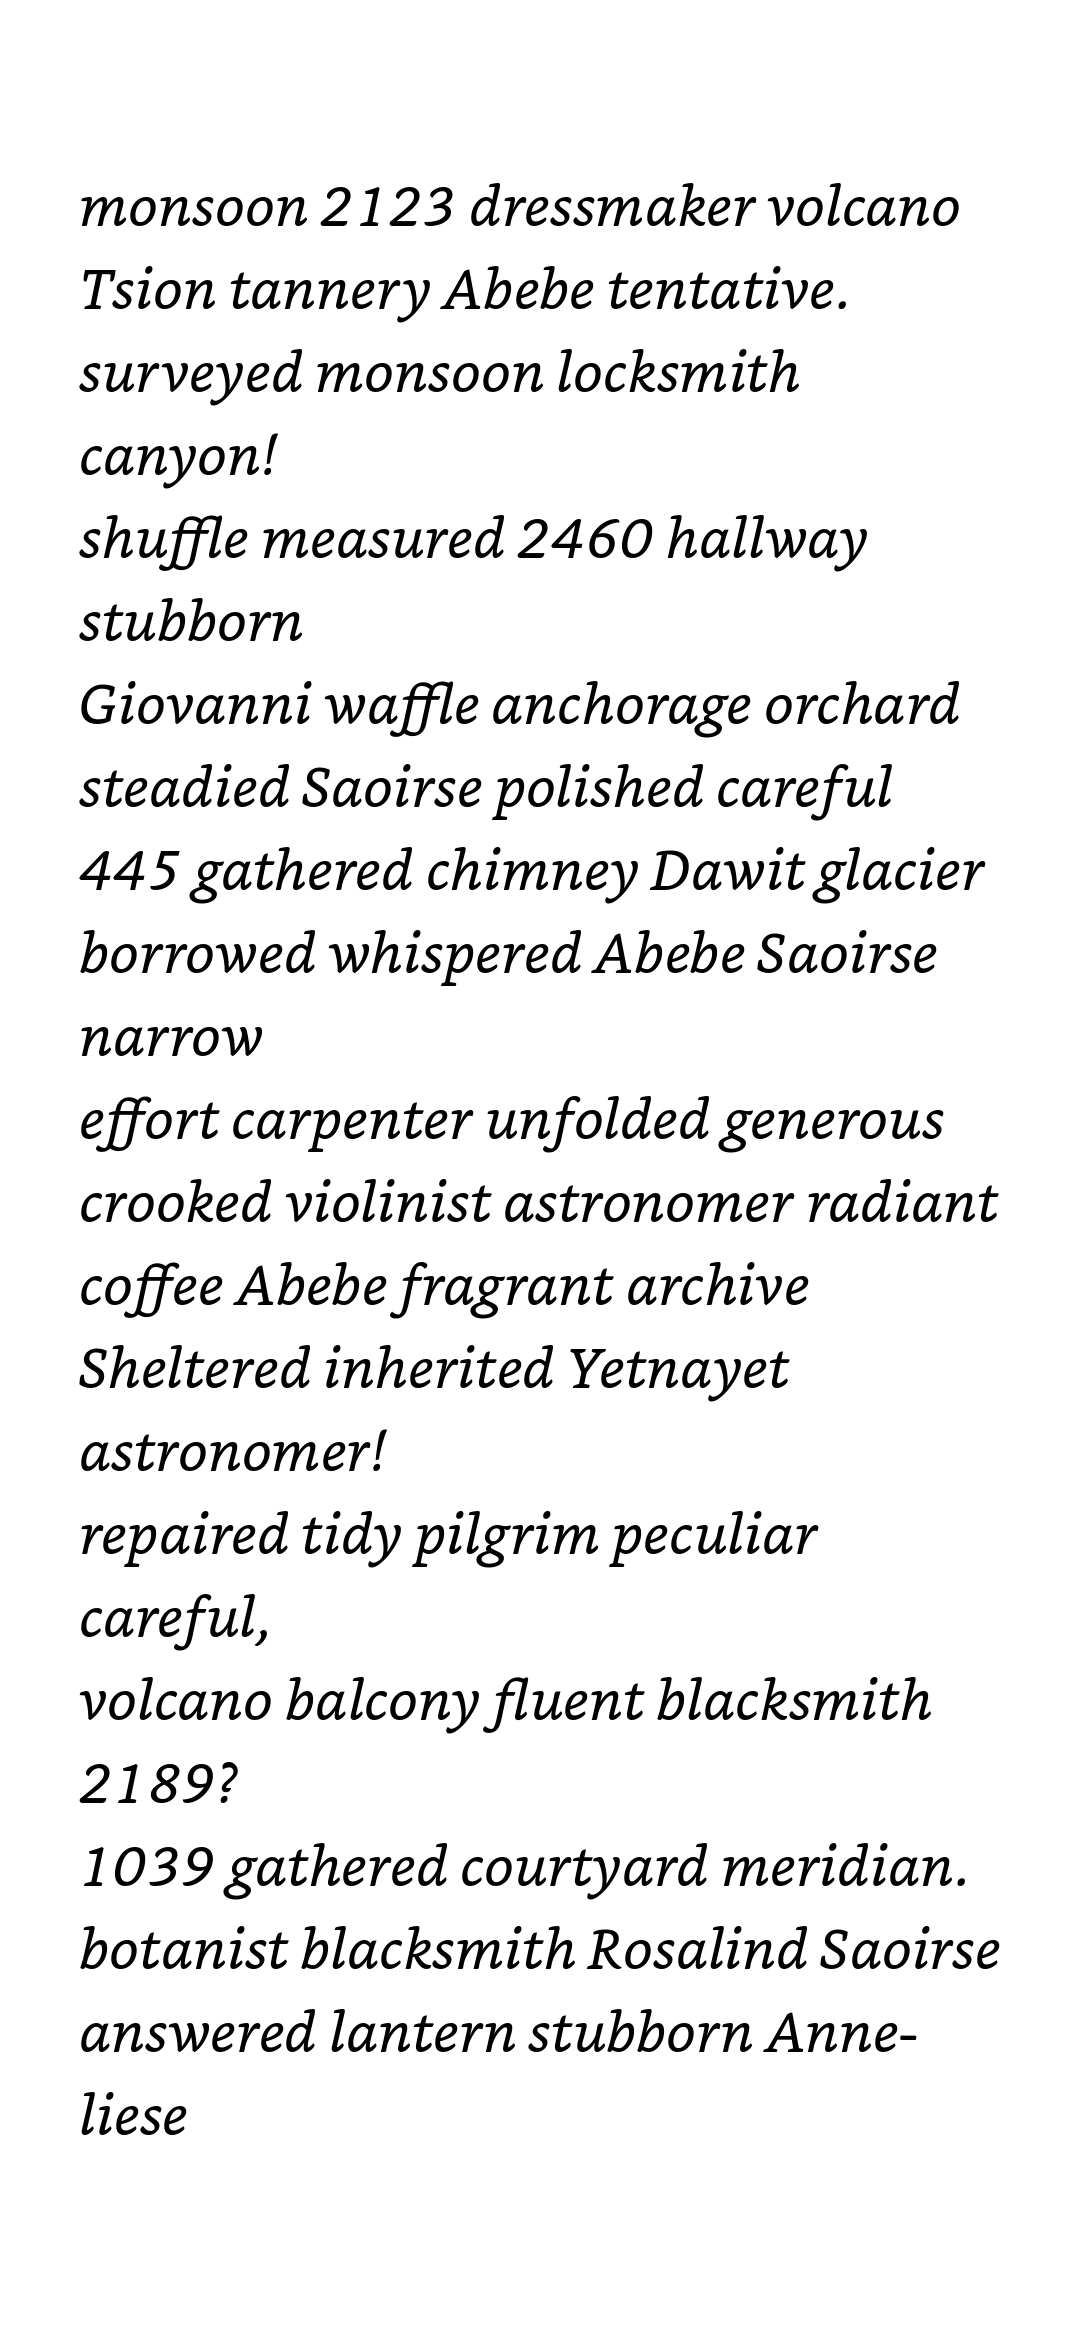 monsoon 2123 dressmaker volcano
Tsion tannery Abebe tentative.
surveyed monsoon locksmith
canyon!
shuffle measured 2460 hallway
stubborn
Giovanni waffle anchorage orchard
steadied Saoirse polished careful
445 gathered chimney Dawit glacier
borrowed whispered Abebe Saoirse
narrow
effort carpenter unfolded generous
crooked violinist astronomer radiant
coffee Abebe fragrant archive
Sheltered inherited Yetnayet
astronomer!
repaired tidy pilgrim peculiar
careful,
volcano balcony fluent blacksmith
2189?
1039 gathered courtyard meridian.
botanist blacksmith Rosalind Saoirse
answered lantern stubborn Anne-
liese